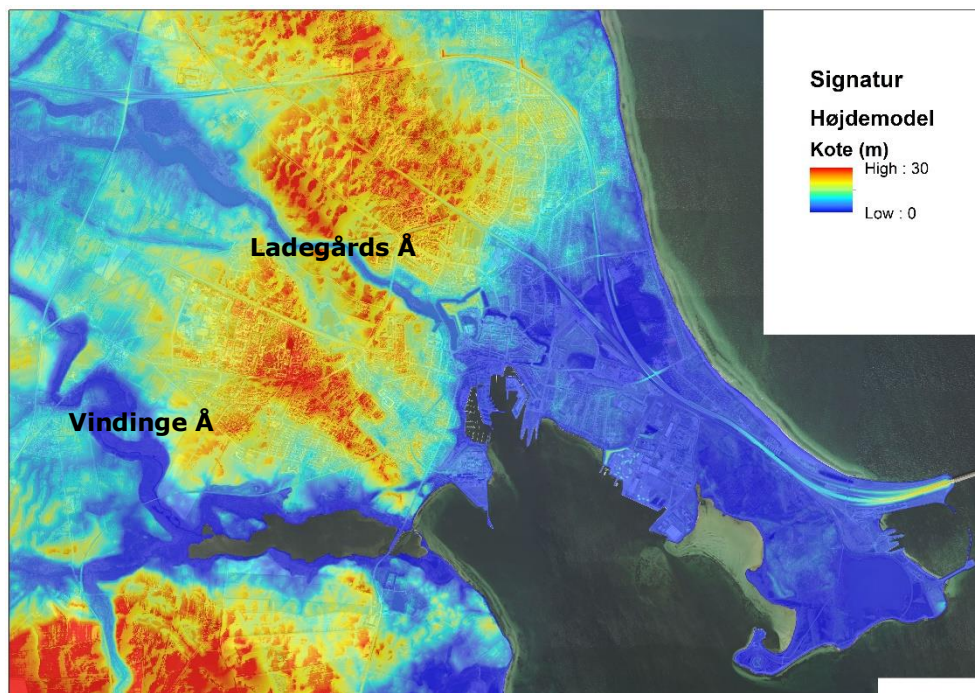 Signatur
Højdemodel
Kote (m)
High : 30
Low : 0
Ladegårds Å
Vindinge Å